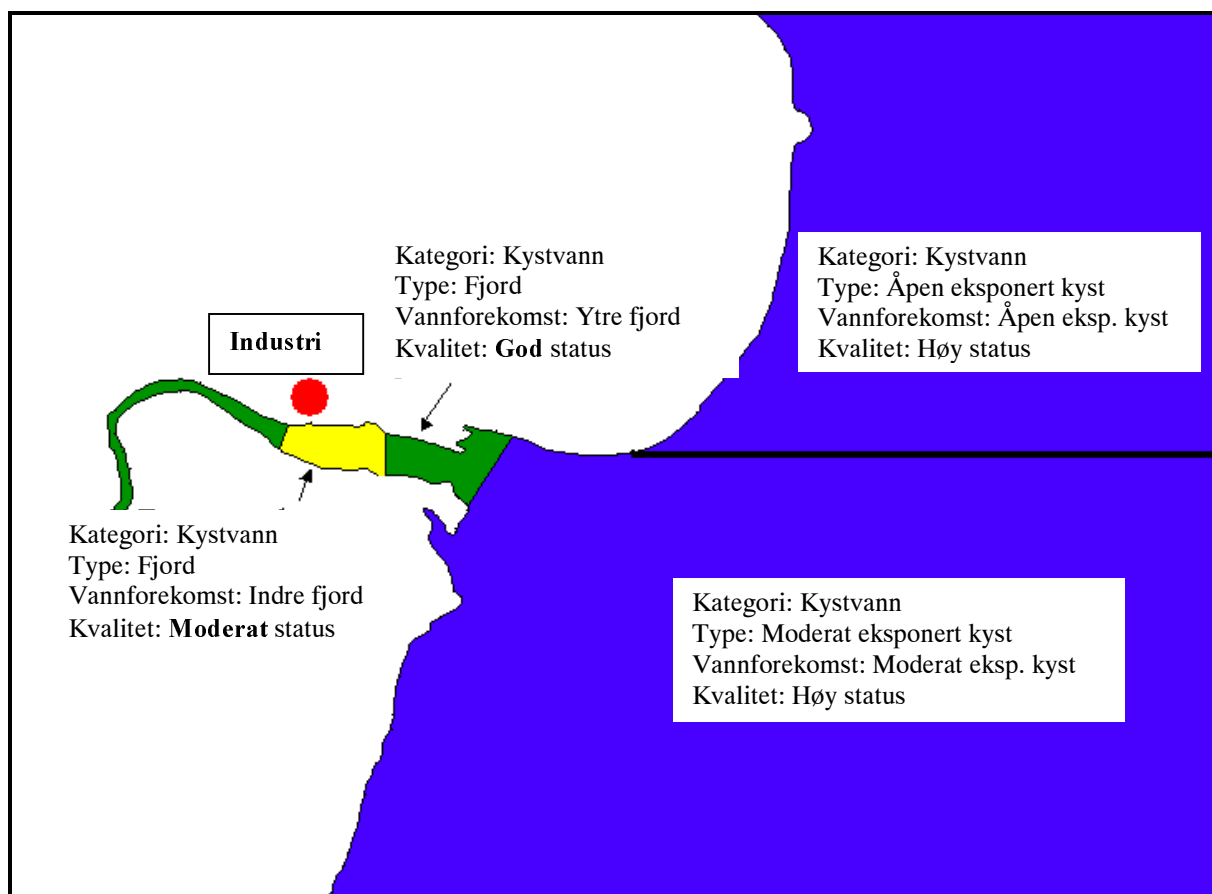 Kategori: Kystvann
Type: Fjord
Vannforekomst: Ytre fjord
Kvalitet: God status
Kategori: Kystvann
Type: Åpen eksponert kyst
Vannforekomst: Åpen eksp. kyst
Kvalitet: Høy status
Industri
Kategori: Kystvann
Type: Fjord
Vannforekomst: Indre fjord
Kvalitet: Moderat status
Kategori: Kystvann
Type: Moderat eksponert kyst
Vannforekomst: Moderat eksp. kyst
Kvalitet: Høy status